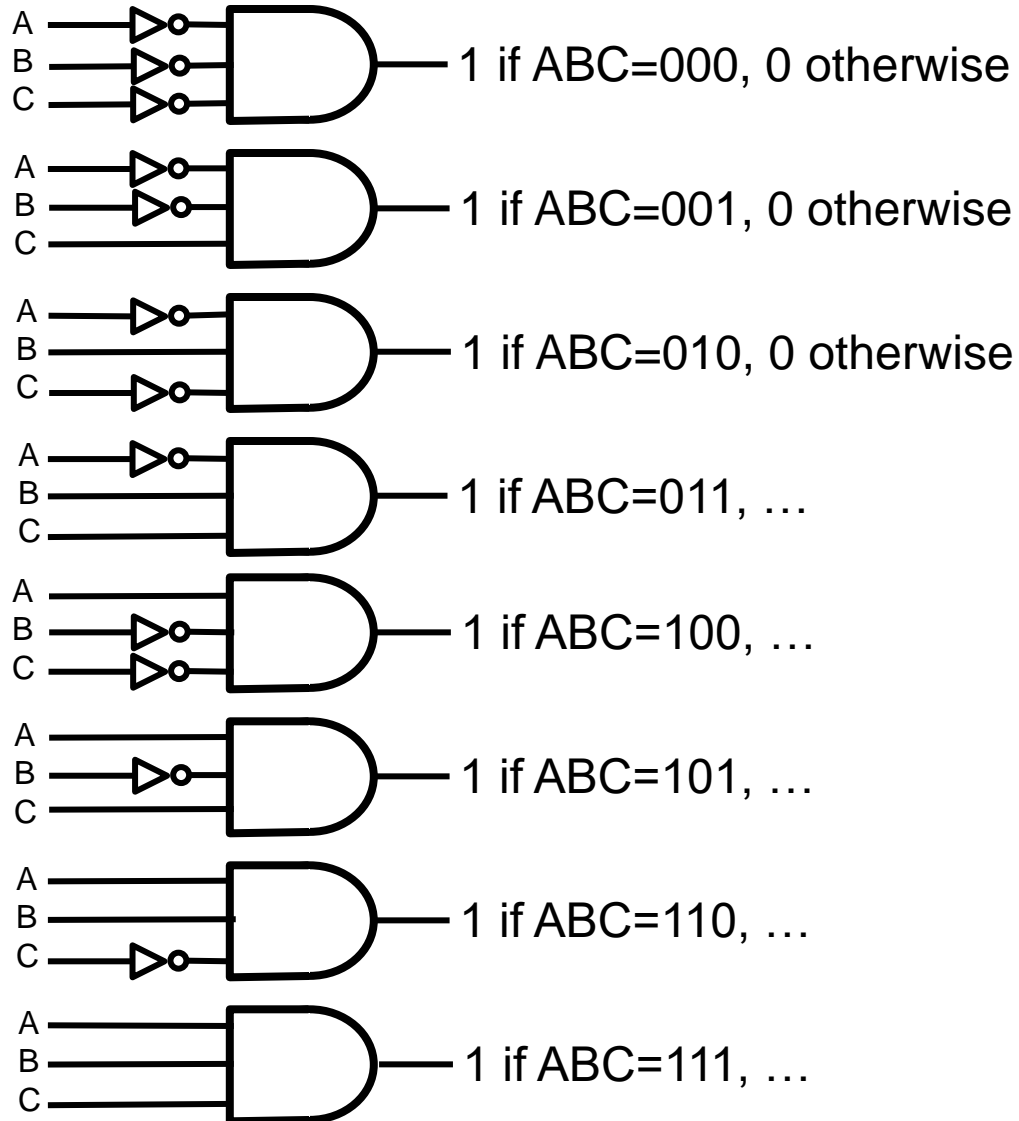 A
B
C
1 if ABC=000, 0 otherwise
A
B
C
1 if ABC=001, 0 otherwise
A
B
C
1 if ABC=010, 0 otherwise
A
B
C
1 if ABC=011, …
A
B
C
1 if ABC=100, …
A
B
C
1 if ABC=101, …
A
B
C
1 if ABC=110, …
A
B
C
1 if ABC=111, …